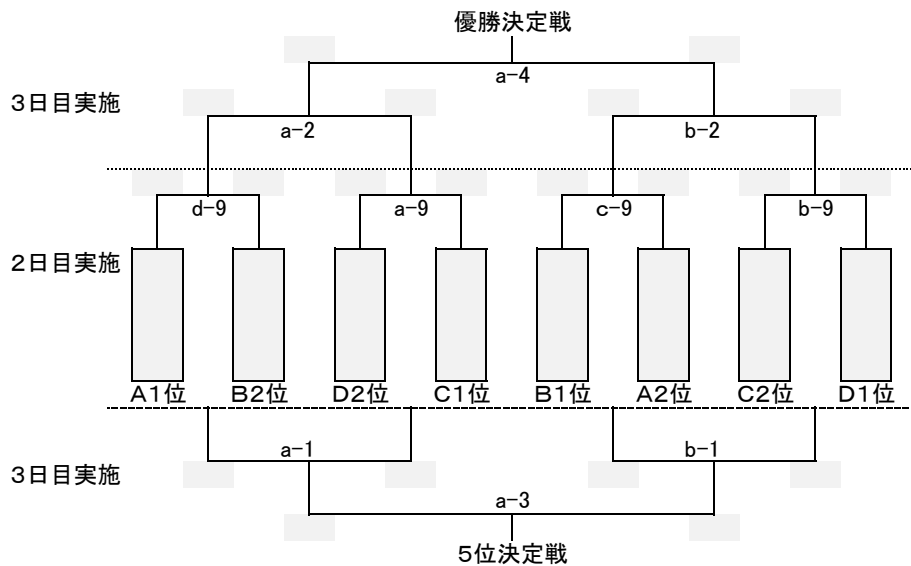 優勝決定戦
a-4
3日目実施
a-2 b-2
d-9 a-9 c-9 b-9
2日目実施
A1位 B2位 D2位 C1位 B1位 A2位 C2位 D1位
a-1 b-1
3日目実施
a-3
5位決定戦